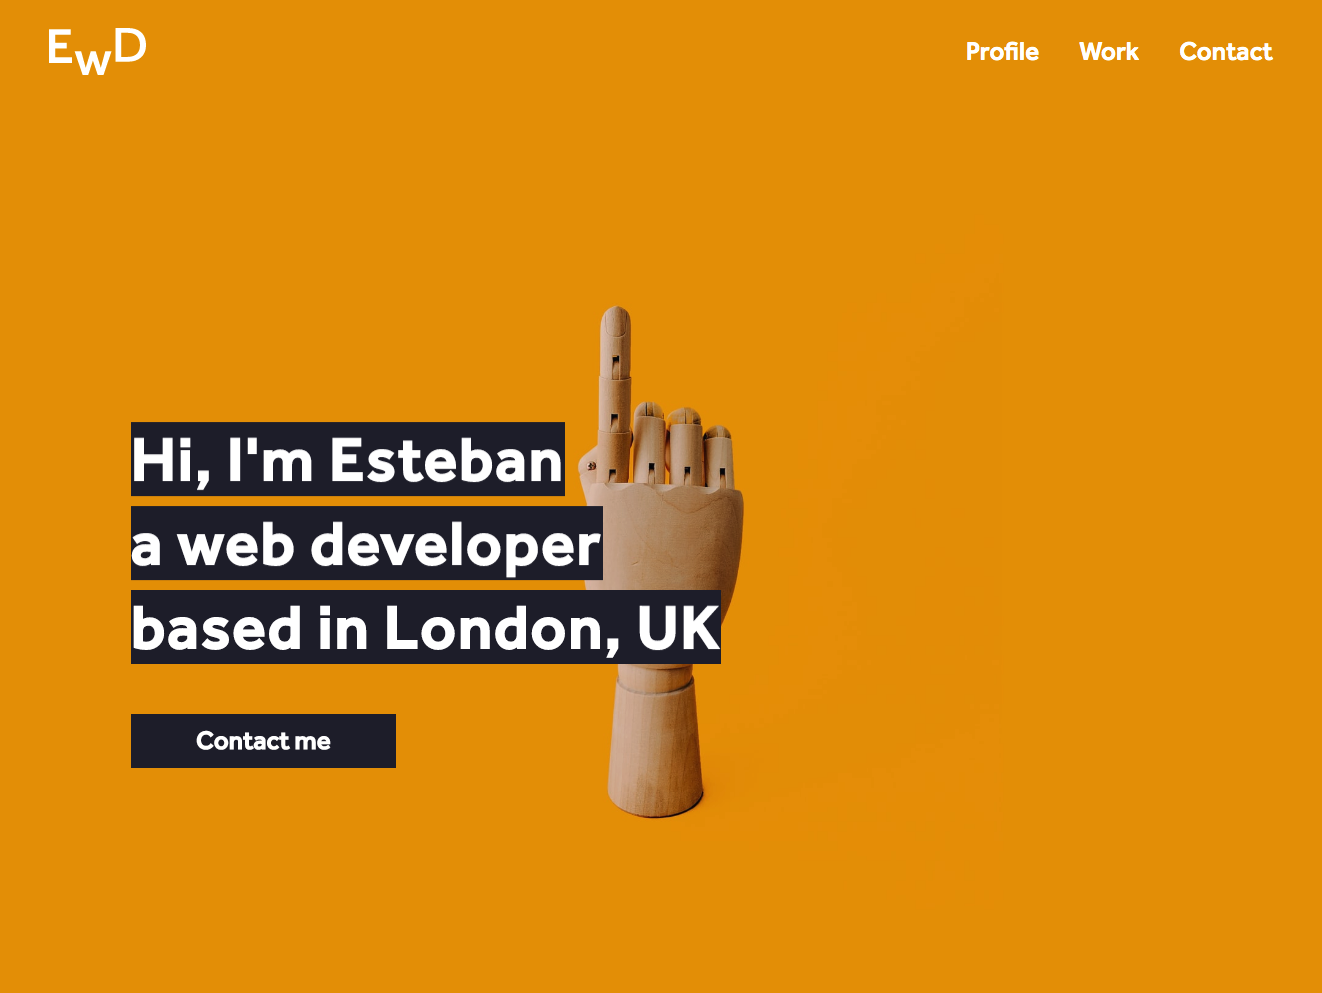 EWD
Profile Work Contact
Hi, I'm Esteban
a web developer
based in London, UK
Contact me